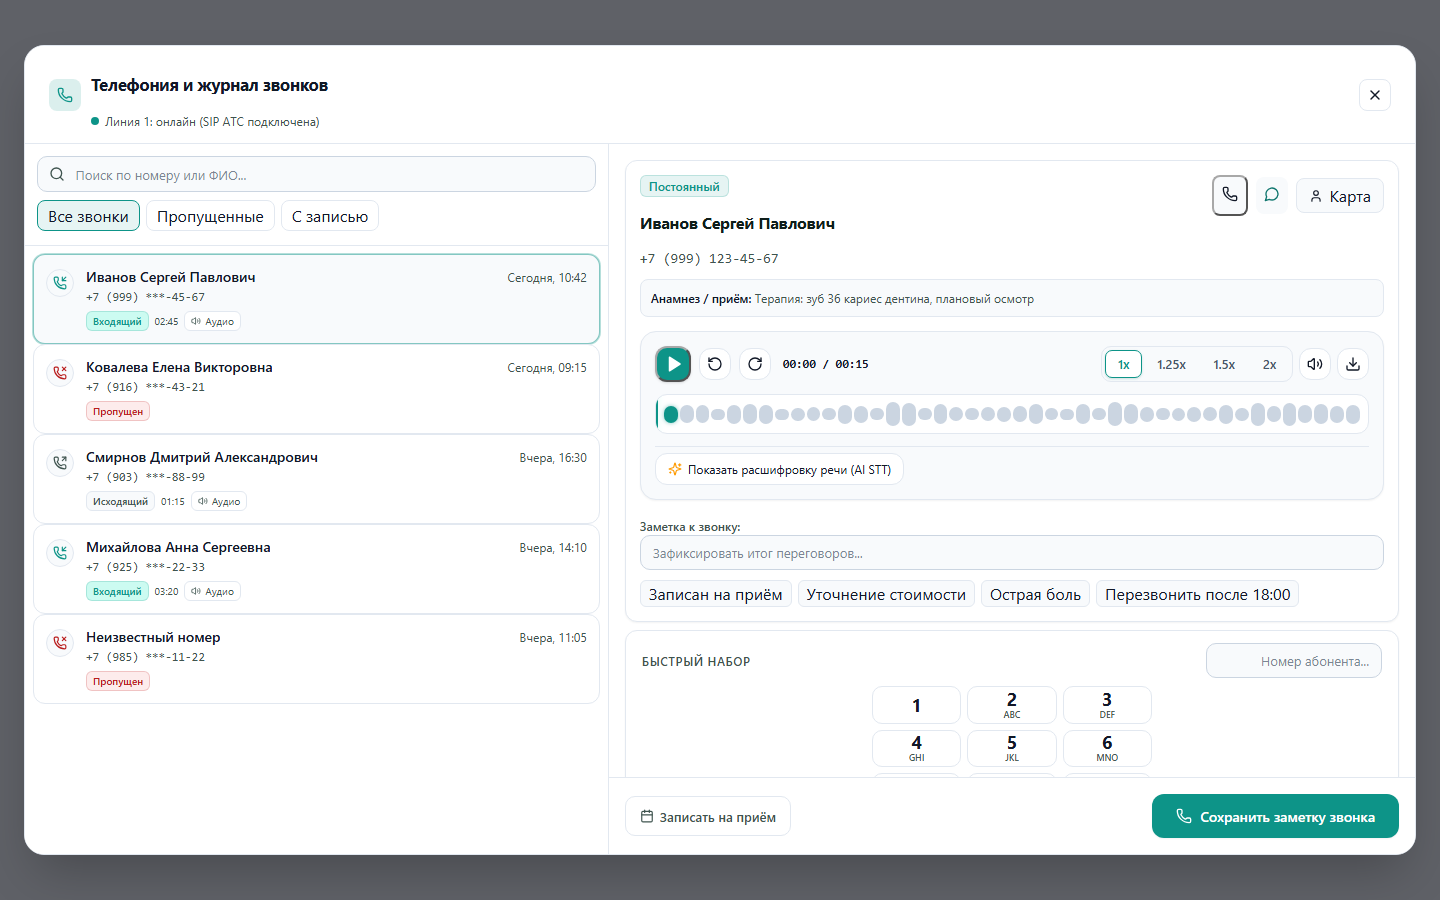 Телефония и журнал звонков
Линия 1: онлайн (SIP АТС подключена)
Поиск по номеру или ФИО...
Все звонки
Пропущенные
С записью
Иванов Сергей Павлович
Сегодня, 10:42
+7 (999) ***-45-67
Входящий 02:45 Аудио
Ковалева Елена Викторовна
Сегодня, 09:15
+7 (916) ***-43-21
Пропущен
Смирнов Дмитрий Александрович
Вчера, 16:30
+7 (903) ***-88-99
Исходящий 01:15 Аудио
Михайлова Анна Сергеевна
Вчера, 14:10
+7 (925) ***-22-33
Входящий 03:20 Аудио
Неизвестный номер
Вчера, 11:05
+7 (985) ***-11-22
Пропущен
Постоянный
Карта
Иванов Сергей Павлович
+7 (999) 123-45-67
Анамнез / приём: Терапия: зуб 36 кариес дентина, плановый осмотр
00:00 / 00:15
1x 1.25x 1.5x 2x
Показать расшифровку речи (AI STT)
Заметка к звонку:
Зафиксировать итог переговоров...
Записан на приём
Уточнение стоимости
Острая боль
Перезвонить после 18:00
БЫСТРЫЙ НАБОР
Номер абонента...
1 2 3
ABC DEF
4 5 6
GHI JKL MNO
Записать на приём
Сохранить заметку звонка